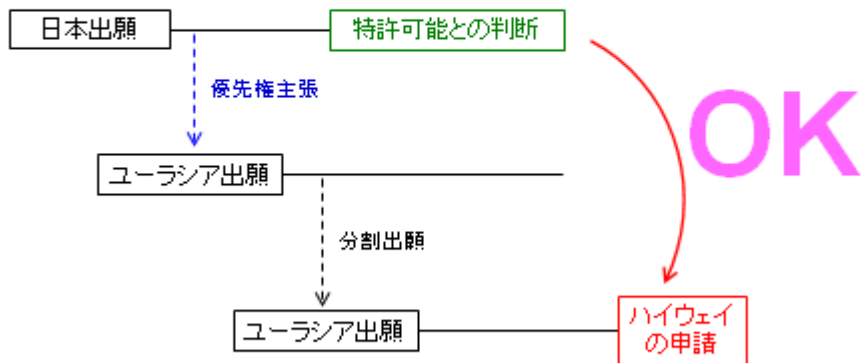 日本出願
特許可能との判断
優先権主張
OK
ユーラシア出願
分割出願
ユーラシア出願
ハイウェイ
の申請